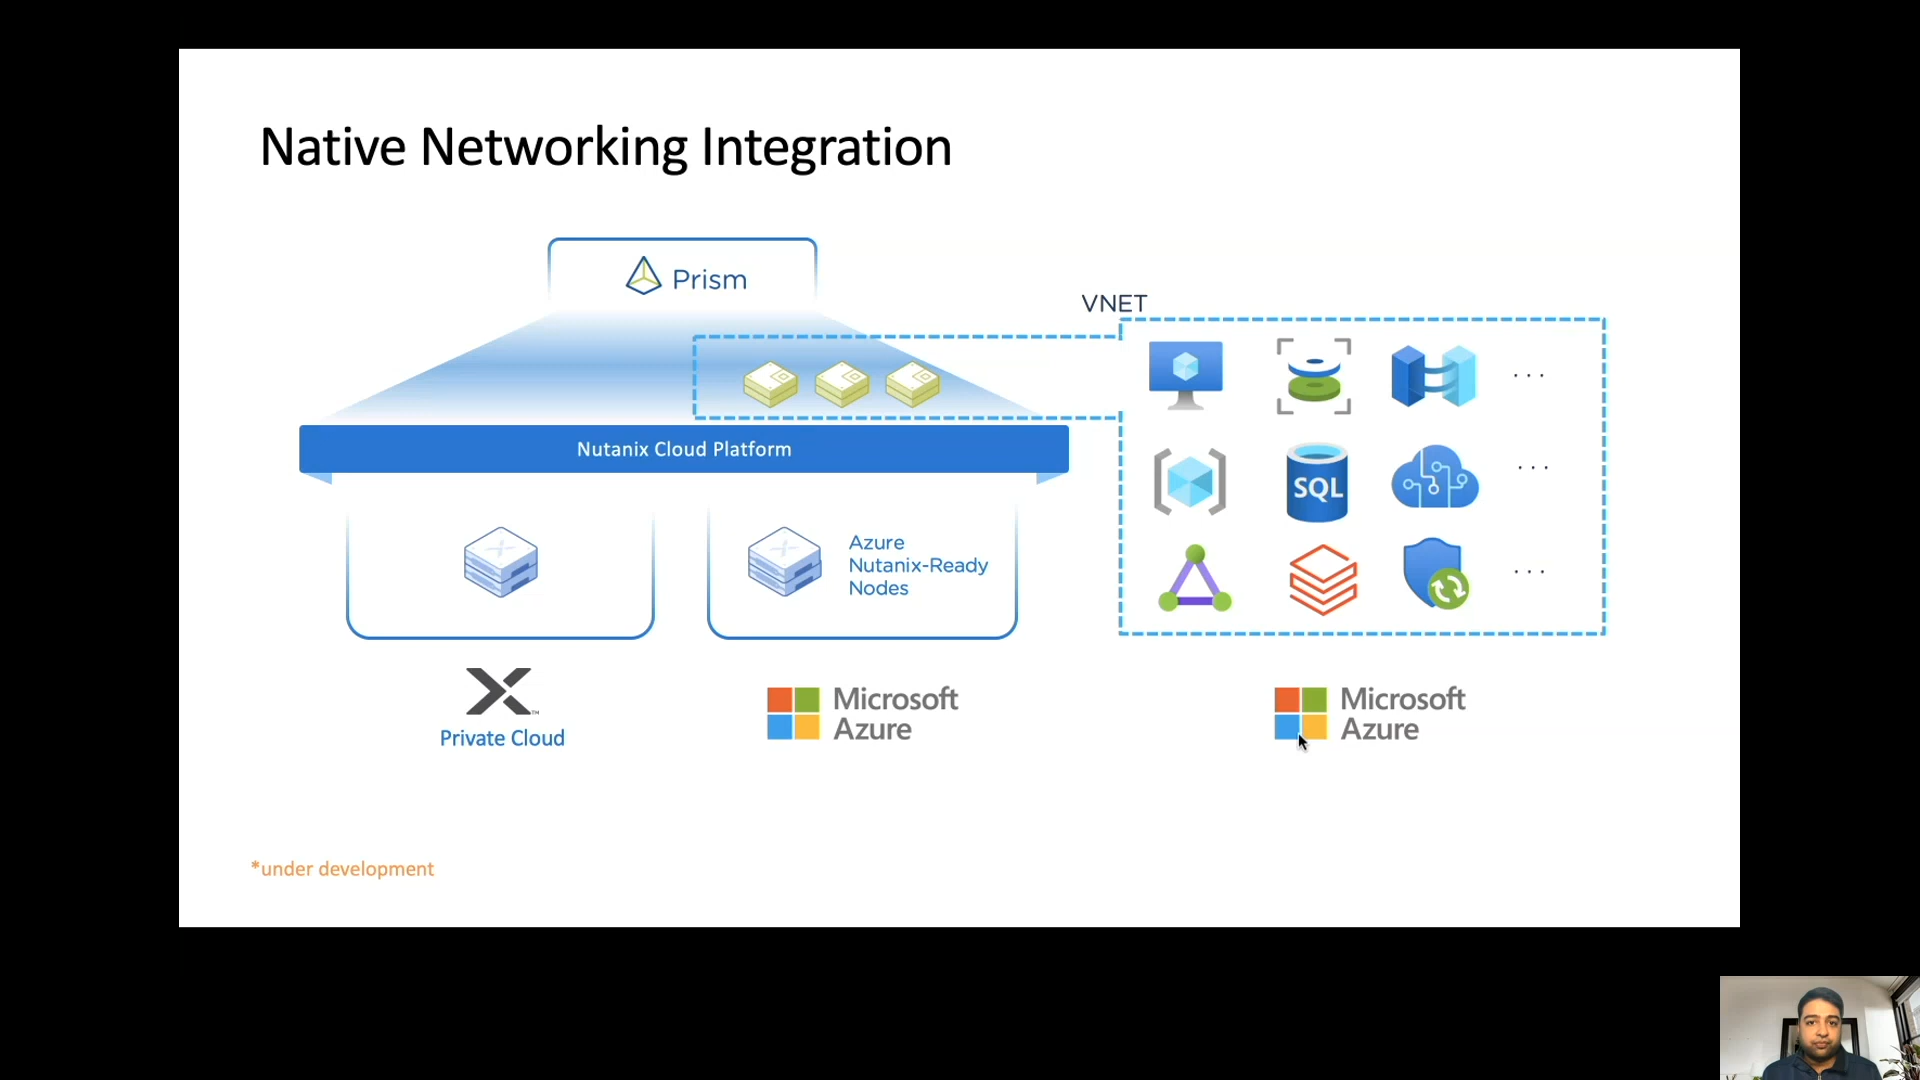 Native Networking Integration
Prism
VNET
Nutanix Cloud Platform
SQL
Azure
Nutanix-Ready
Nodes
Private Cloud
Microsoft
Azure
Microsoft
Azure
*under development